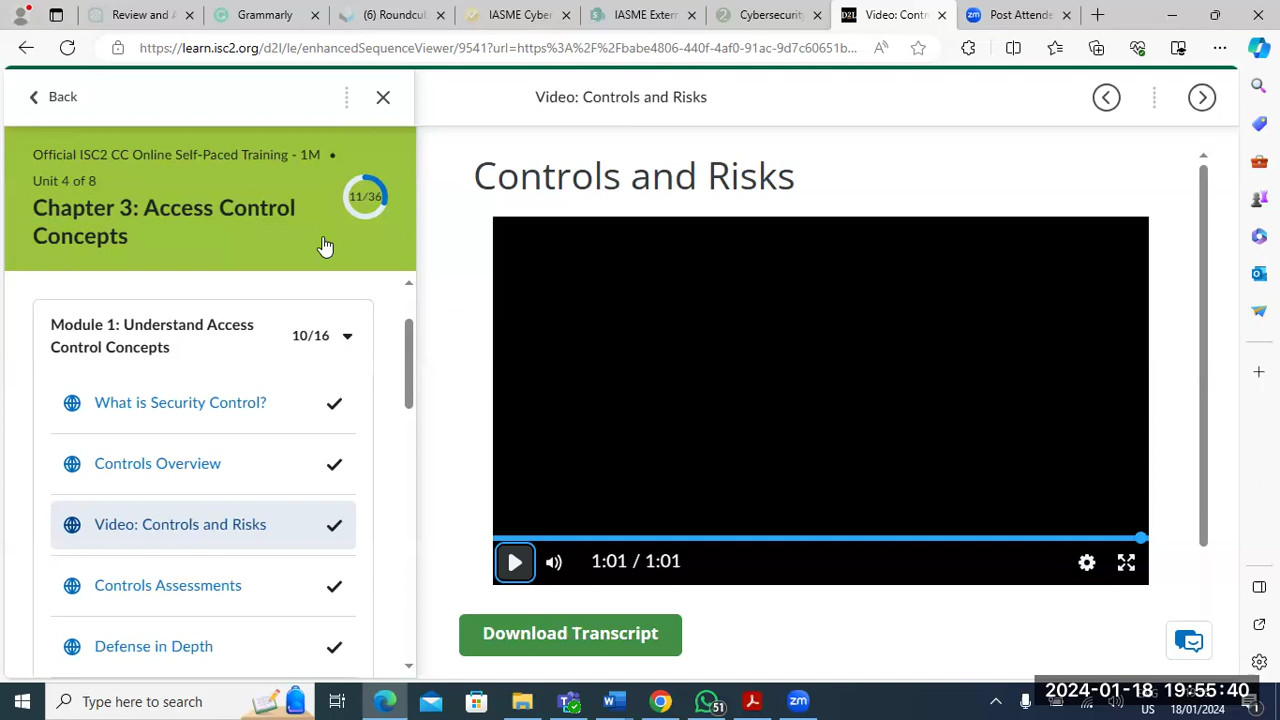 Review and A
Grammarly
(6) Roundcub
IASME Cyber
IASME Extern
Cybersecurity
D2L
Video: Contr
zm
Post Attende
https://learn.isc2.org/d2l/le/enhancedSequenceViewer/9541?url=https%3A%2F%2Fbabe4806-440f-4af0-91ac-9d7c60651b...
Back
Video: Controls and Risks
Official ISC2 CC Online Self-Paced Training - 1M •
Unit 4 of 8
Chapter 3: Access Control
Concepts
11/36
Module 1: Understand Access
Control Concepts
10/16
What is Security Control?
Controls Overview
Video: Controls and Risks
Controls Assessments
Defense in Depth
Controls and Risks
1:01 / 1:01
Download Transcript
Type here to search
51
zm
2024-01-18 19:55:40
US
18/01/2024